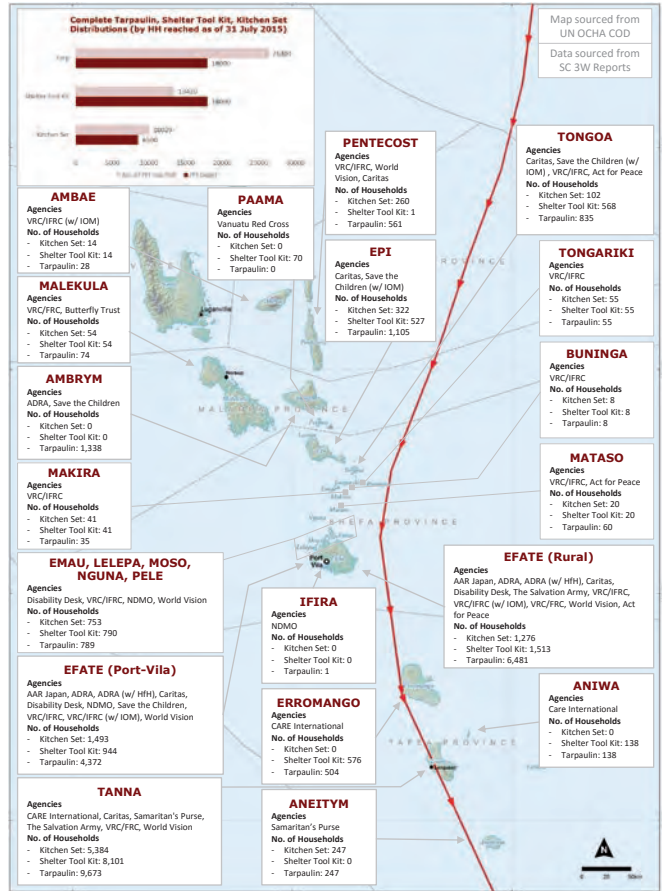 Complete Tarpaulin, Shelter Tool Kit, Kitchen Set
Distributions (by HH reached as of 31 July 2015)
Tarp
18000
Shelter Tool Kit
18000
Kitchen Set
8500
0
5000
10000
15000
20000
25000
30000
Map sourced from
UN OCHA COD
Data sourced from
SC 3W Reports
PENTECOST
Agencies
VRC/IFRC, World
Vision, Caritas
No. of Households
- Kitchen Set: 260
- Shelter Tool Kit: 1
- Tarpaulin: 561
TONGOA
Agencies
Caritas, Save the Children (w/
IOM) , VRC/IFRC, Act for Peace
No. of Households
- Kitchen Set: 102
- Shelter Tool Kit: 568
- Tarpaulin: 835
AMBAE
Agencies
VRC/IFRC (w/ IOM)
No. of Households
- Kitchen Set: 14
- Shelter Tool Kit: 14
- Tarpaulin: 28
PAAMA
Agencies
Vanuatu Red Cross
No. of Households
- Kitchen Set: 0
- Shelter Tool Kit: 70
- Tarpaulin: 0
EPI
Agencies
Caritas, Save the
Children (w/ IOM)
No. of Households
- Kitchen Set: 322
- Shelter Tool Kit: 527
- Tarpaulin: 1,105
TONGARIKI
Agencies
VRC/IFRC
No. of Households
- Kitchen Set: 55
- Shelter Tool Kit: 55
- Tarpaulin: 55
MALEKULA
Agencies
VRC/FRC, Butterfly Trust
No. of Households
- Kitchen Set: 54
- Shelter Tool Kit: 54
- Tarpaulin: 74
BUNINGA
Agencies
VRC/IFRC
No. of Households
- Kitchen Set: 8
- Shelter Tool Kit: 8
- Tarpaulin: 8
AMBRYM
Agencies
ADRA, Save the Children
No. of Households
- Kitchen Set: 0
- Shelter Tool Kit: 0
- Tarpaulin: 1,338
MAKIRA
Agencies
VRC/IFRC
No. of Households
- Kitchen Set: 41
- Shelter Tool Kit: 41
- Tarpaulin: 35
MATASO
Agencies
VRC/IFRC, Act for Peace
No. of Households
- Kitchen Set: 20
- Shelter Tool Kit: 20
- Tarpaulin: 60
EMAU, LELEPA, MOSO,
NGUNA, PELE
Agencies
Disability Desk, VRC/IFRC, NDMO, World Vision
No. of Households
- Kitchen Set: 753
- Shelter Tool Kit: 790
- Tarpaulin: 789
IFIRA
Agencies
NDMO
No. of Households
- Kitchen Set: 0
- Shelter Tool Kit: 0
- Tarpaulin: 1
EFATE (Rural)
Agencies
AAR Japan, ADRA, ADRA (w/ HfH), Caritas,
Disability Desk, The Salvation Army, VRC/IFRC,
VRC/IFRC (w/ IOM), VRC/FRC, World Vision, Act
for Peace
No. of Households
- Kitchen Set: 1,276
- Shelter Tool Kit: 1,513
- Tarpaulin: 6,481
EFATE (Port-Vila)
Agencies
AAR Japan, ADRA, ADRA (w/ HfH), Caritas,
Disability Desk, NDMO, Save the Children,
VRC/IFRC, VRC/IFRC (w/ IOM), World Vision
No. of Households
- Kitchen Set: 1,493
- Shelter Tool Kit: 944
- Tarpaulin: 4,372
ERROMANGO
Agencies
CARE International
No. of Households
- Kitchen Set: 0
- Shelter Tool Kit: 576
- Tarpaulin: 504
ANIWA
Agencies
Care International
No. of Households
- Kitchen Set: 0
- Shelter Tool Kit: 138
- Tarpaulin: 138
TANNA
Agencies
CARE International, Caritas, Samaritan's Purse,
The Salvation Army, VRC/FRC, World Vision
No. of Households
- Kitchen Set: 5,384
- Shelter Tool Kit: 8,101
- Tarpaulin: 9,673
ANEITYM
Agencies
Samaritan's Purse
No. of Households
- Kitchen Set: 247
- Shelter Tool Kit: 0
- Tarpaulin: 247
Luganville
PROVINCE
Port
Vila
TAFEA PROVINCE
N